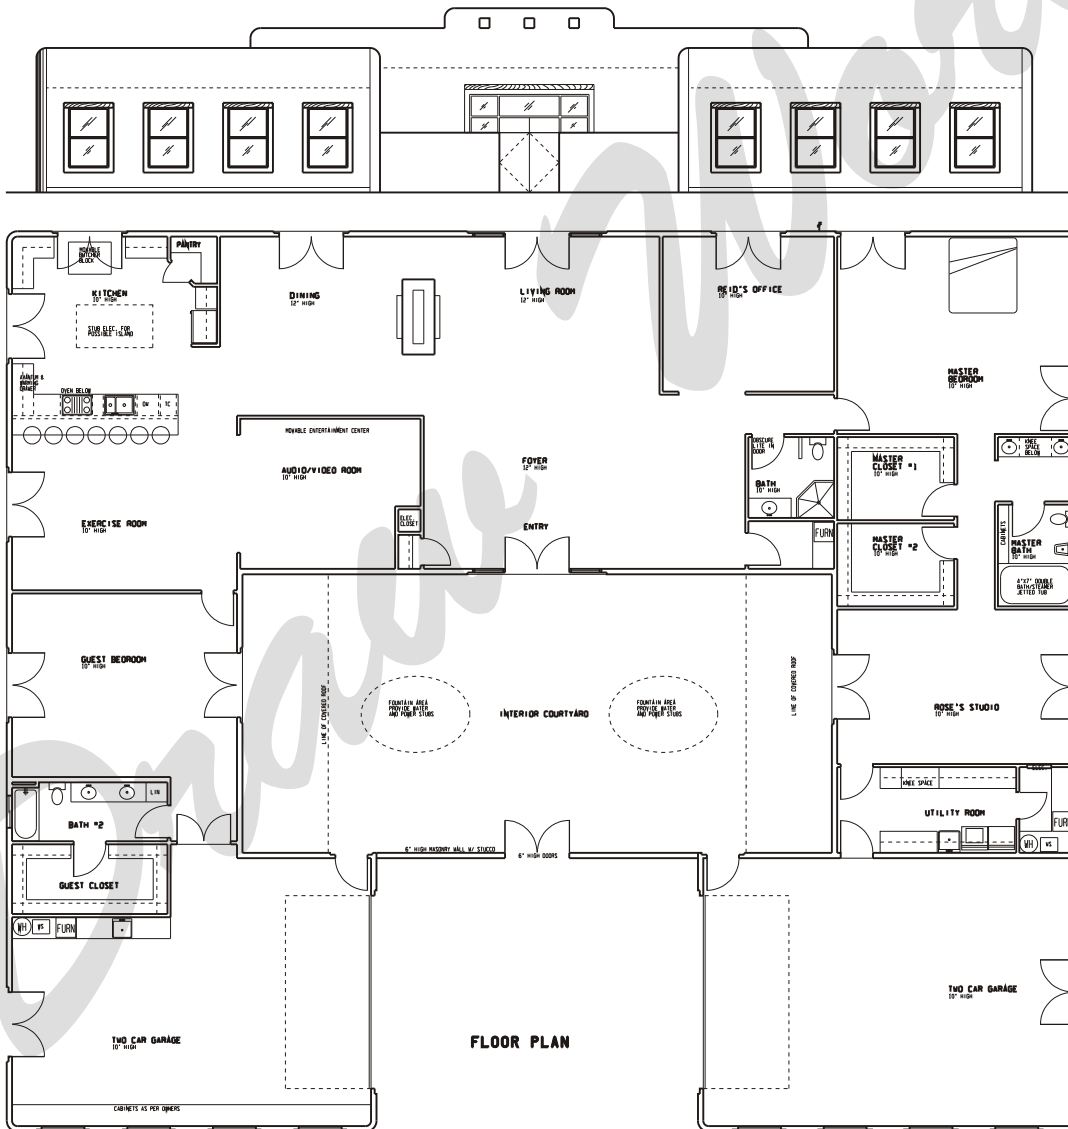 MOVABLE
BUTCHER
BLOCK
PANTRY
KITCHEN
10' HIGH
DINING
12' HIGH
LIVING ROOM
12' HIGH
REID'S OFFICE
10' HIGH
STUB ELEC. FOR
POSSIBLE ISLAND
MASTER
BEDROOM
10' HIGH
WARMING
DRAWER
OVEN BELOW
DW
TC
MOVABLE ENTERTAINMENT CENTER
AUDIO/VIDEO ROOM
10' HIGH
FOYER
12' HIGH
OBSCURE
LITE IN
DOOR
BATH
10' HIGH
MASTER
CLOSET #1
10' HIGH
KNEE
SPACE
BELOW
EXERCISE ROOM
10' HIGH
ELEC.
CLOSET
ENTRY
FURN
MASTER
CLOSET #2
10' HIGH
CABINETS
MASTER
BATH
10' HIGH
4'X7' DOUBLE
BATH/STEAMER
JETTED TUB
GUEST BEDROOM
10' HIGH
LINE OF COVERED ROOF
FOUNTAIN AREA
PROVIDE WATER
AND POWER STUBS
INTERIOR COURTYARD
FOUNTAIN AREA
PROVIDE WATER
AND POWER STUBS
LINE OF COVERED ROOF
ROSE'S STUDIO
10' HIGH
LIN
BATH #2
KNEE SPACE
UTILITY ROOM
FUR
WH
WS
6' HIGH MASONRY WALL W/ STUCCO
6' HIGH DOORS
GUEST CLOSET
WH
WS
FURN
TWO CAR GARAGE
10' HIGH
TWO CAR GARAGE
10' HIGH
FLOOR PLAN
CABINETS AS PER OWNERS
Draw Wor